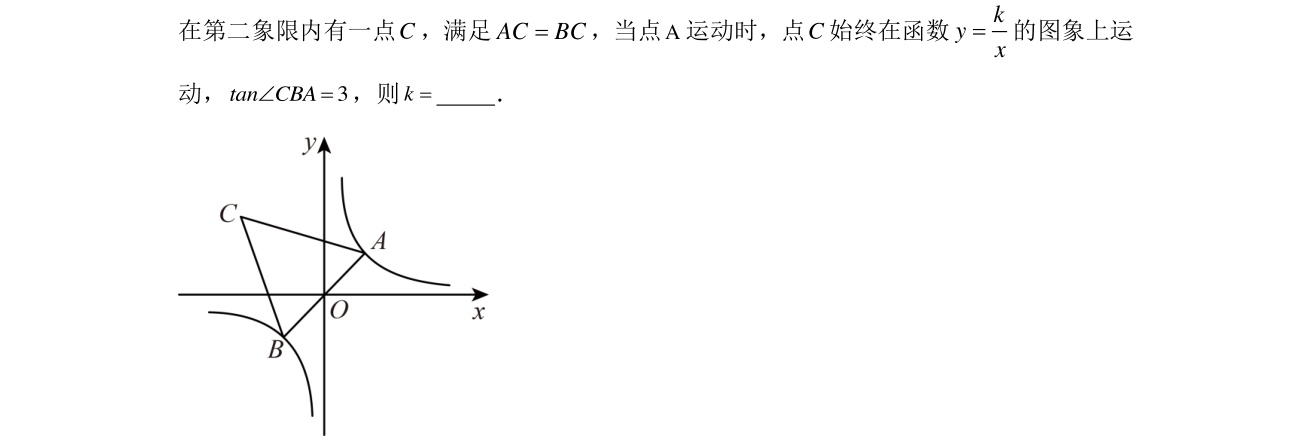 在第二象限内有一点C，满足AC=BC，当点A运动时，点C始终在函数y=k/x的图象上运
动，tan∠CBA=3，则k=_____.
y
C
A
O
x
B